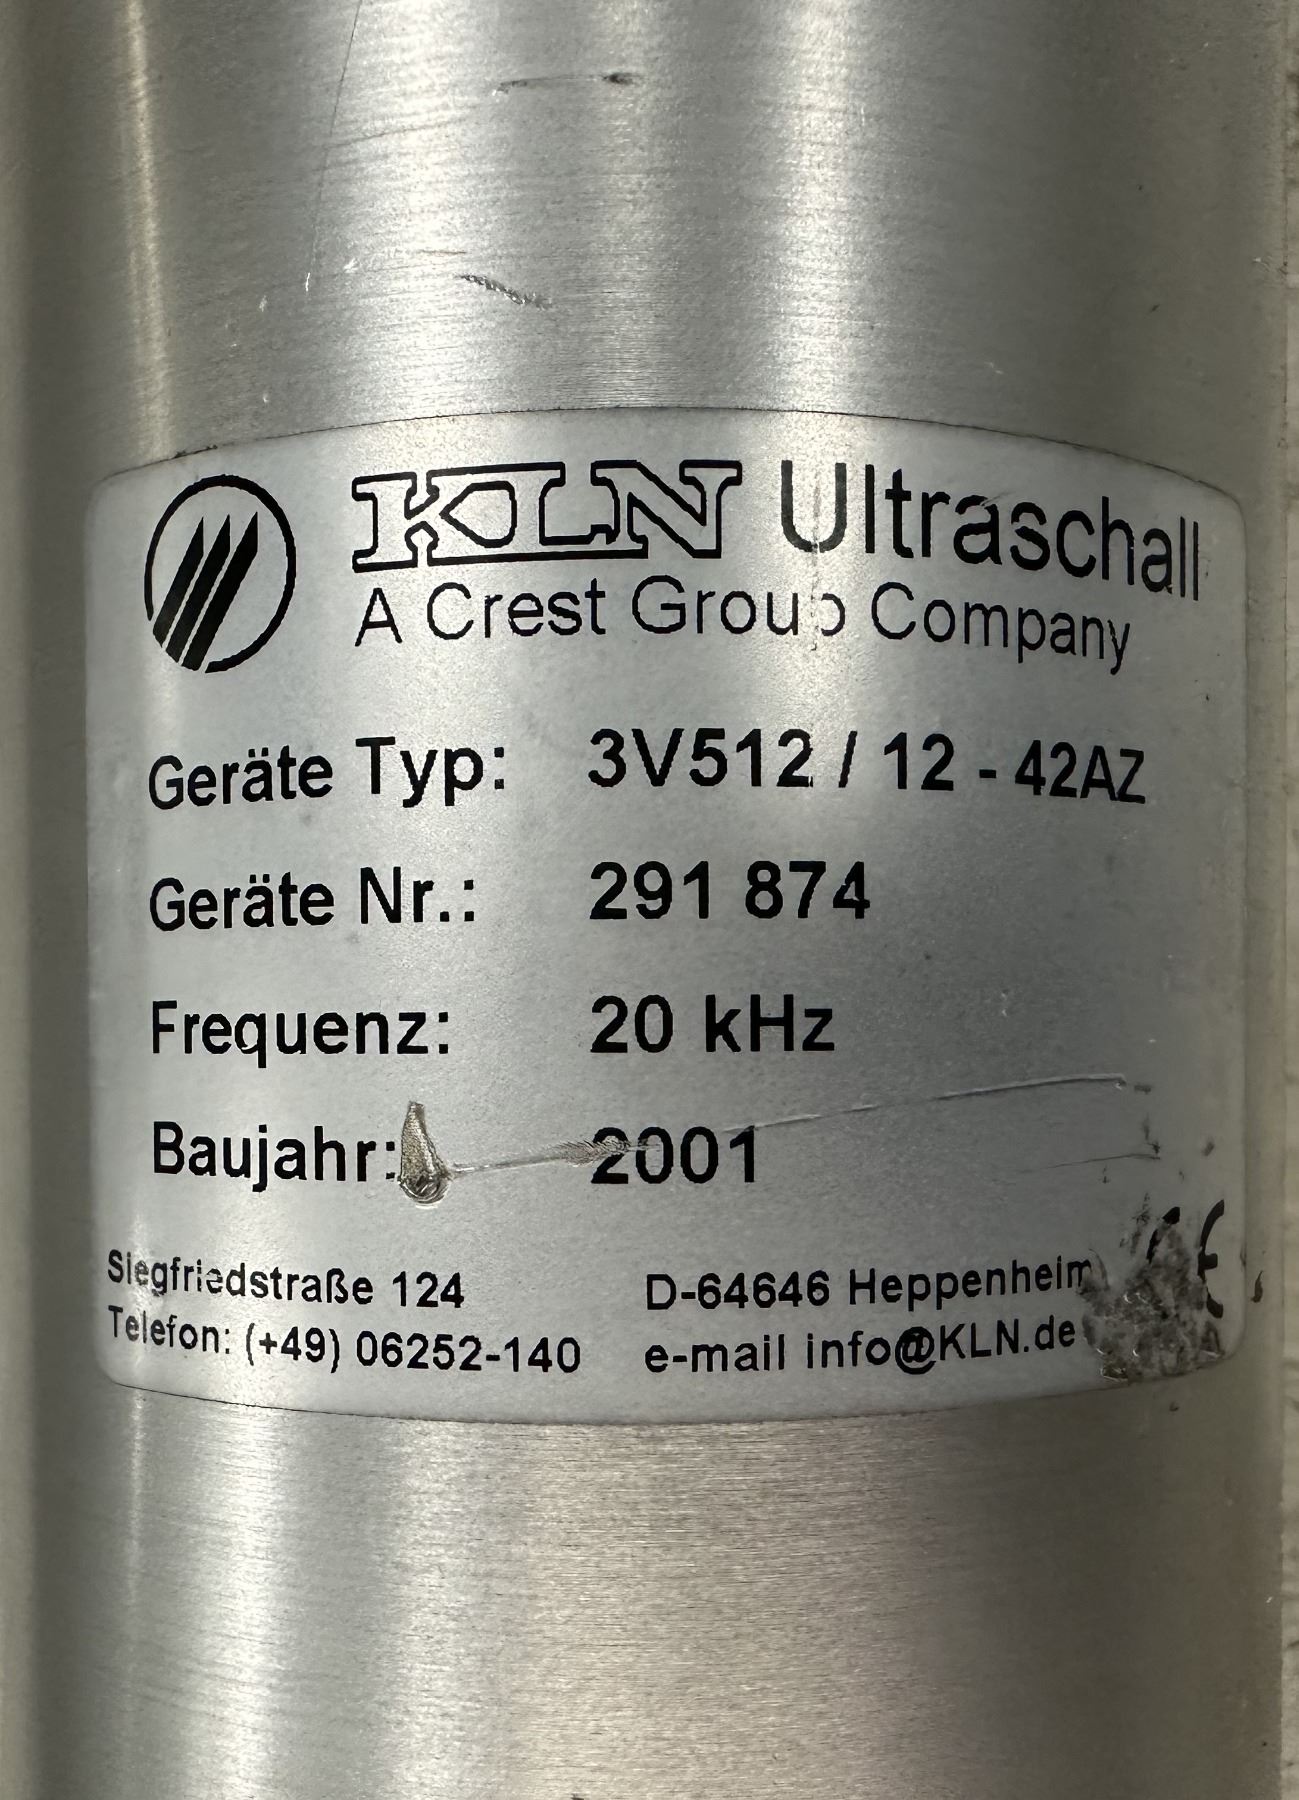 KLN Ultraschall
A Crest Group Company
Geräte Typ: 3V512 / 12 - 42AZ
Geräte Nr.: 291 874
Frequenz: 20 kHz
Baujahr: 2001
Siegfriedstraße 124 D-64646 Heppenheim
Telefon: (+49) 06252-140 e-mail info@KLN.de
CE